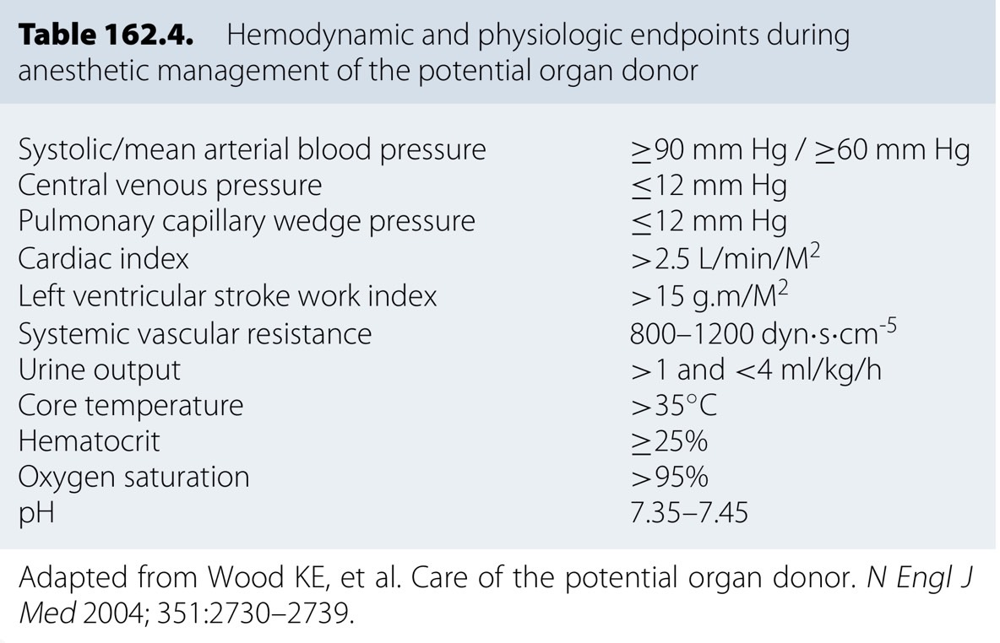 Table 162.4. Hemodynamic and physiologic endpoints during
anesthetic management of the potential organ donor
Systolic/mean arterial blood pressure ≥90 mm Hg / ≥60 mm Hg
Central venous pressure ≤12 mm Hg
Pulmonary capillary wedge pressure ≤12 mm Hg
Cardiac index >2.5 L/min/M²
Left ventricular stroke work index >15 g.m/M²
Systemic vascular resistance 800–1200 dyn·s·cm⁻⁵
Urine output >1 and <4 ml/kg/h
Core temperature >35°C
Hematocrit ≥25%
Oxygen saturation >95%
pH 7.35–7.45
Adapted from Wood KE, et al. Care of the potential organ donor. N Engl J
Med 2004; 351:2730–2739.